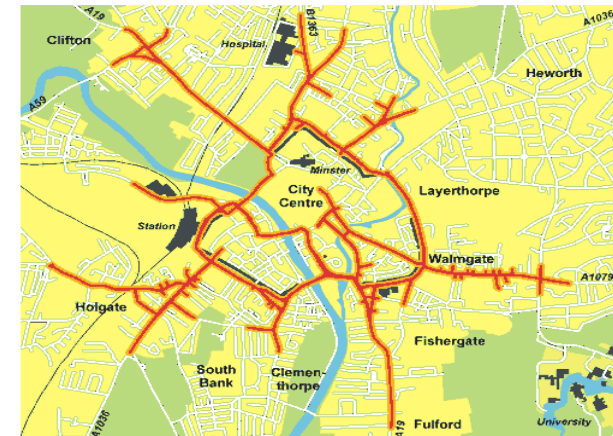 A19
B1363
A1036
Clifton
Hospital
Heworth
A59
Minster
City
Centre
Layerthorpe
Station
Walmgate
A1079
Holgate
Fishergate
South
Bank
Clemen-
thorpe
A1036
A19
Fulford
University